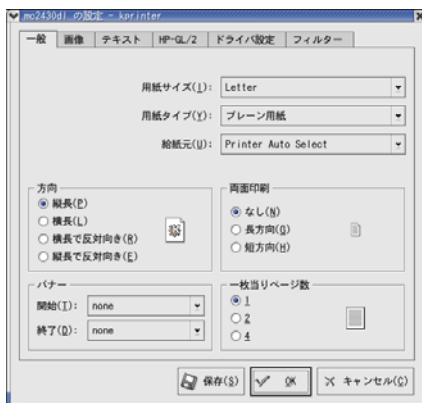 mo2430dl の設定 - kprinter
一般 画像 テキスト HP-GL/2 ドライバ設定 フィルター
用紙サイズ(I): Letter
用紙タイプ(Y): プレーン用紙
給紙元(U): Printer Auto Select
方向
縦長(P)
横長(L)
横長で反対向き(R)
縦長で反対向き(E)
両面印刷
なし(N)
長方向(O)
短方向(H)
バナー
開始(T): none
終了(D): none
一枚当りページ数
1
2
4
保存(S) OK キャンセル(C)